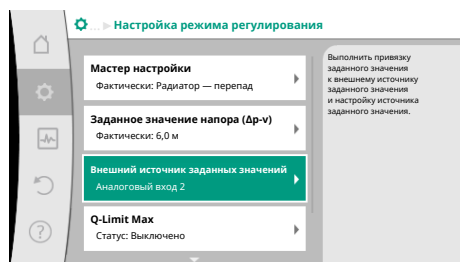 ... Настройка режима регулирования
Мастер настройки
Фактически: Радиатор — перепад
Заданное значение напора (Δp-v)
Фактически: 6,0 м
Внешний источник заданных значений
Аналоговый вход 2
Q-Limit Max
Статус: Выключено
Выполнить привязку
заданного значения
к внешнему источнику
заданного значения
и настройку источника
заданного значения.